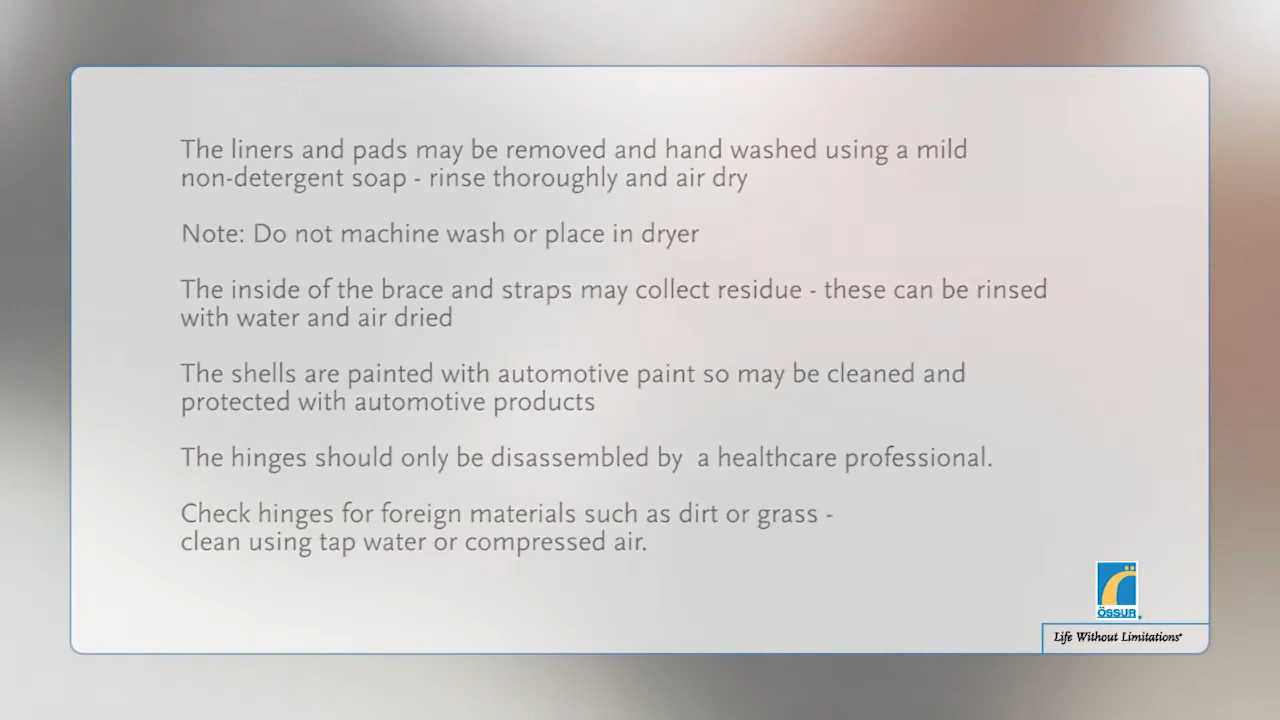 The liners and pads may be removed and hand washed using a mild
non-detergent soap - rinse thoroughly and air dry
Note: Do not machine wash or place in dryer
The inside of the brace and straps may collect residue - these can be rinsed
with water and air dried
The shells are painted with automotive paint so may be cleaned and
protected with automotive products
The hinges should only be disassembled by  a healthcare professional.
Check hinges for foreign materials such as dirt or grass -
clean using tap water or compressed air.
ÖSSUR®
Life Without Limitations®